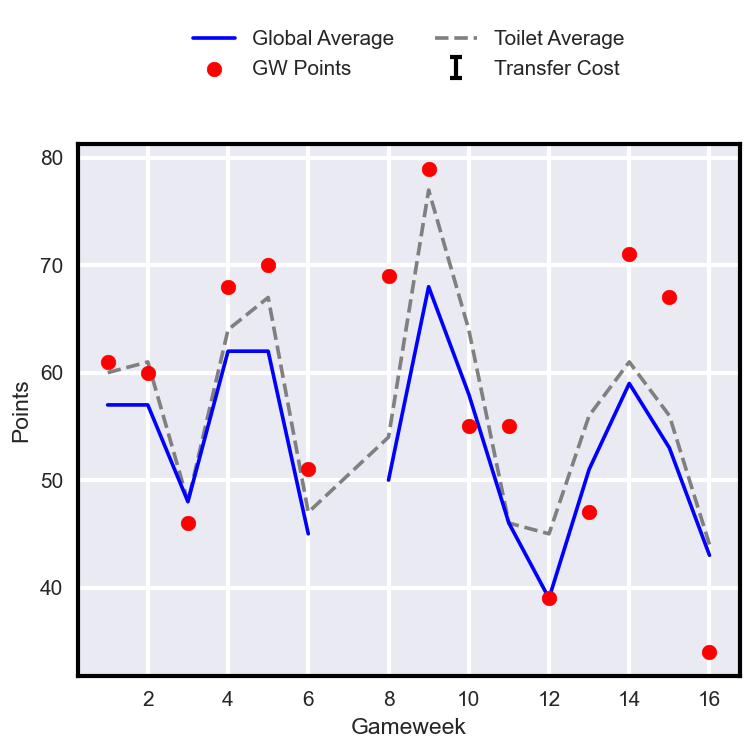 Global Average
Toilet Average
GW Points
Transfer Cost
80
70
60
50
40
Points
2 4 6 8 10 12 14 16
Gameweek